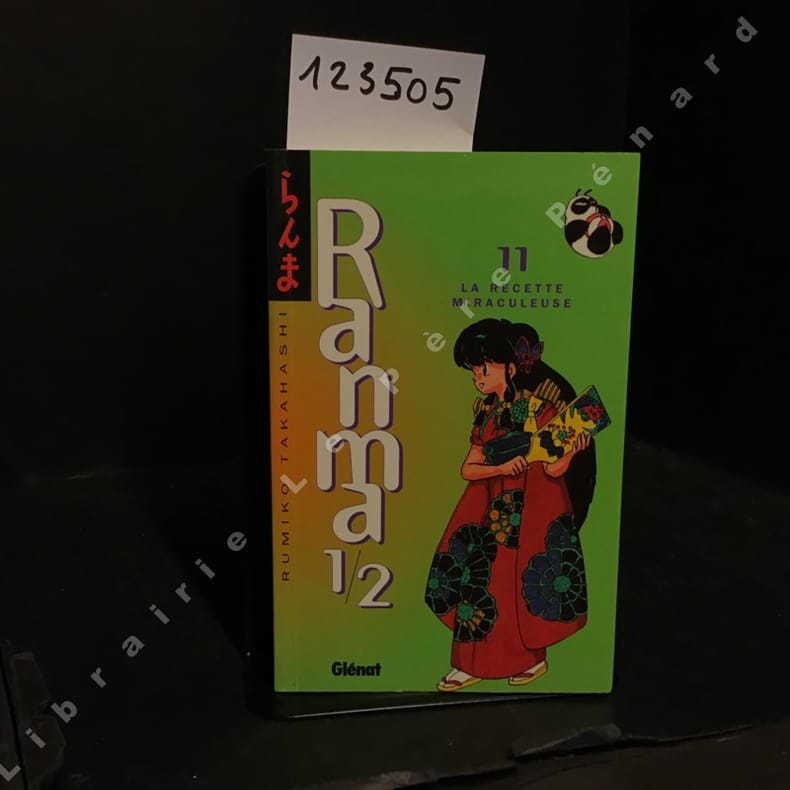 123505
らんま
Ranma
1/2
RUMIKO TAKAHASHI
11
LA RECETTE
MIRACULEUSE
Glénat
Librairie Le Père Pénard